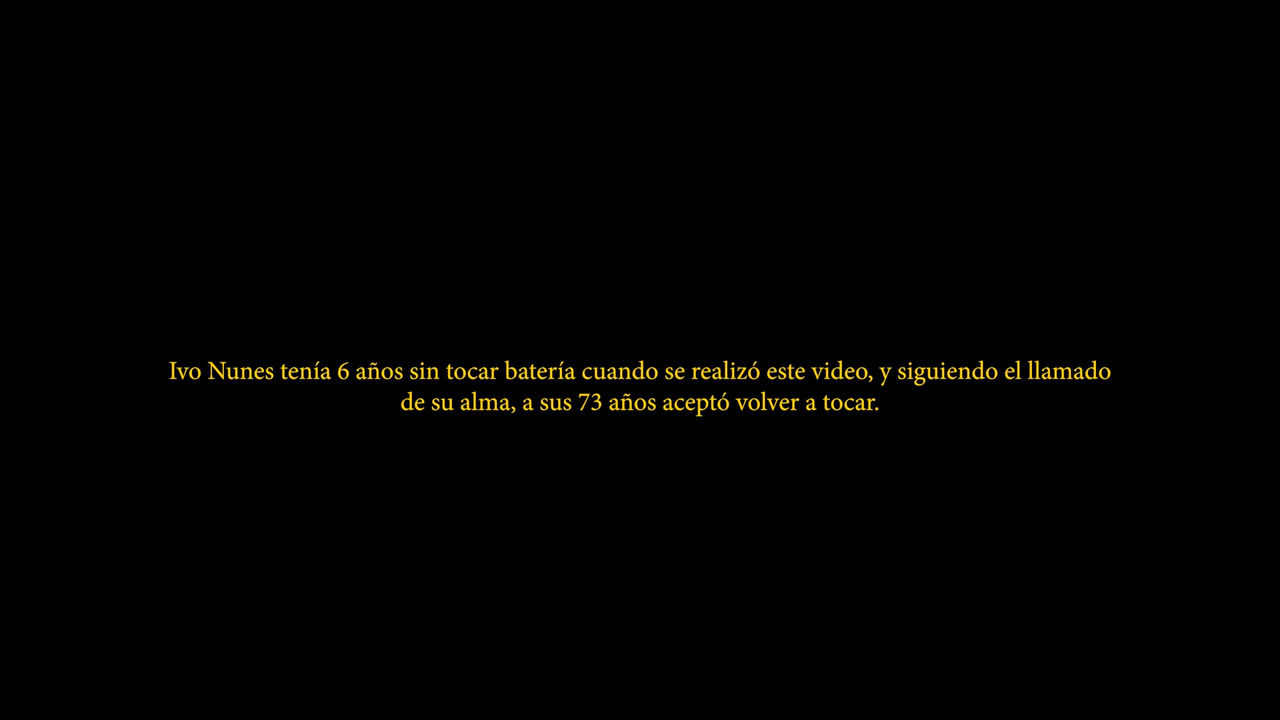 Ivo Nunes tenía 6 años sin tocar batería cuando se realizó este video, y siguiendo el llamado
de su alma, a sus 73 años aceptó volver a tocar.